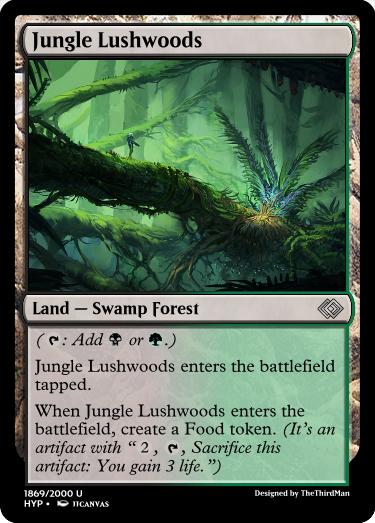 Jungle Lushwoods
Land — Swamp Forest
( : Add or .)
Jungle Lushwoods enters the battlefield
tapped.
When Jungle Lushwoods enters the
battlefield, create a Food token. (It's an
artifact with “ 2 , , Sacrifice this
artifact: You gain 3 life.”)
1869/2000 U
Designed by TheThirdMan
HYP • JTCANVAS